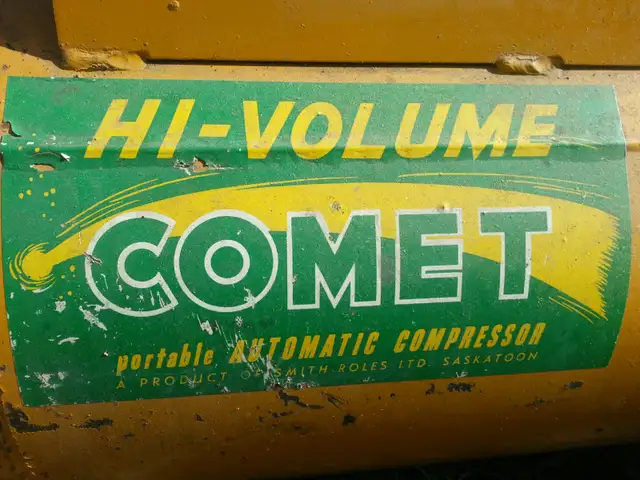 HI-VOLUME
COMET
portable AUTOMATIC COMPRESSOR
A PRODUCT OF SMITH-ROLES LTD. SASKATOON